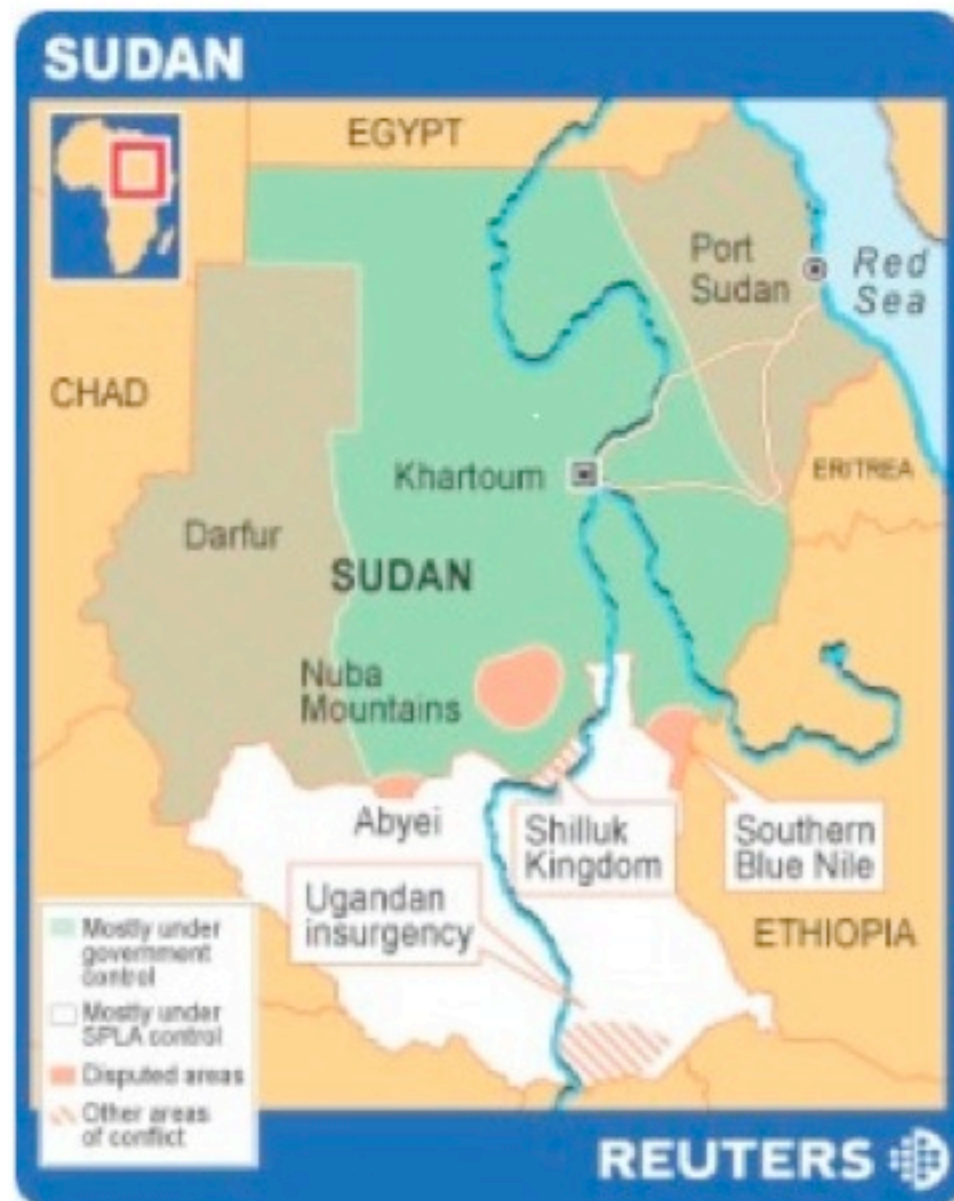 SUDAN
EGYPT
Port
Sudan
Red
Sea
CHAD
Khartoum
ERITREA
Darfur
SUDAN
Nuba
Mountains
Abyei
Shilluk
Kingdom
Southern
Blue Nile
Ugandan
insurgency
ETHIOPIA
Mostly under
government
control
Mostly under
SPLA control
Disputed areas
Other areas
of conflict
REUTERS